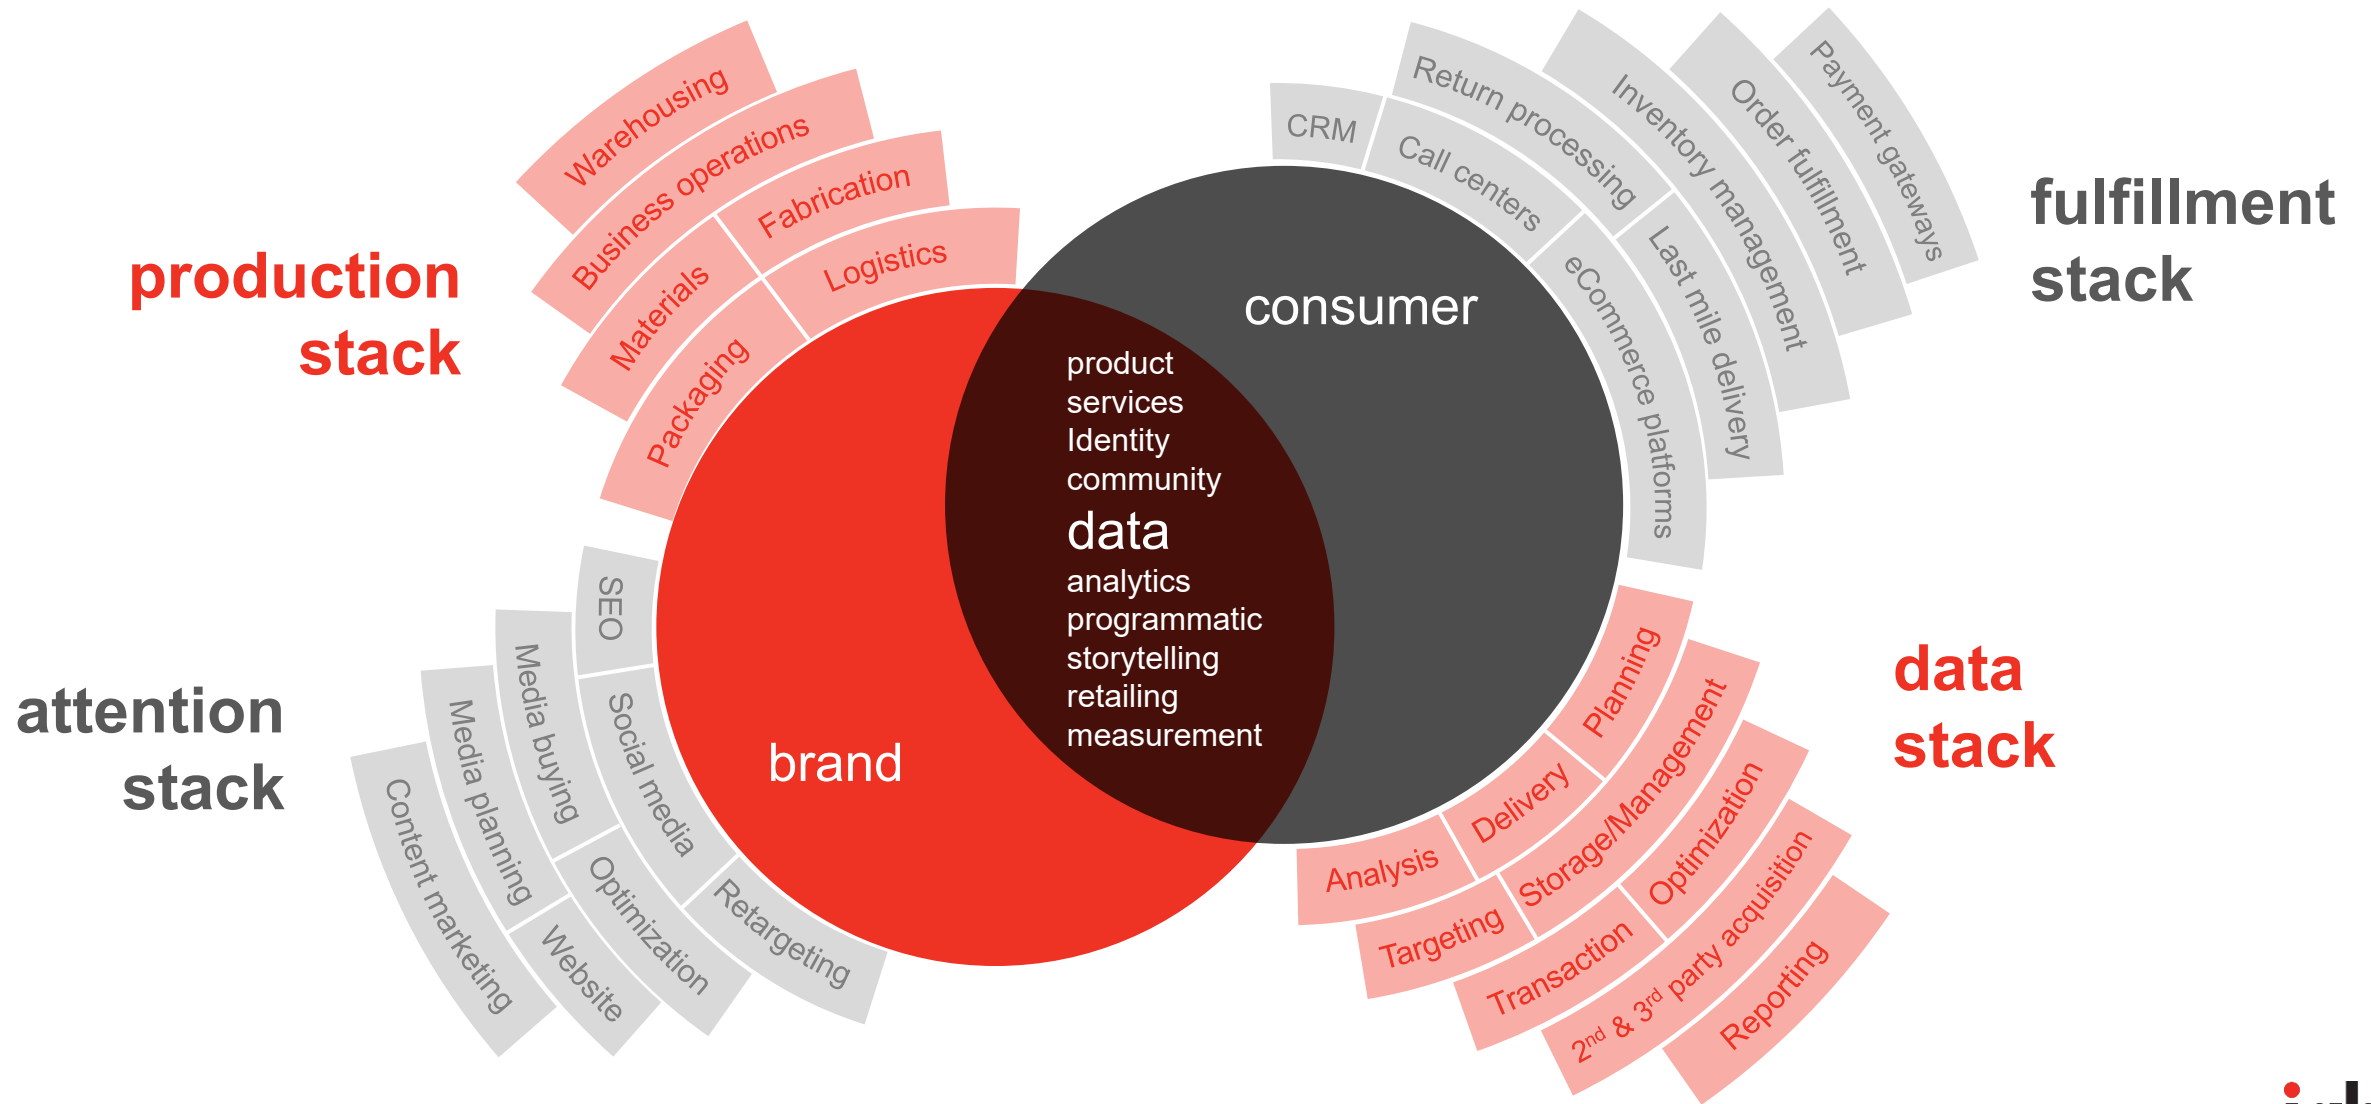 production
stack
Warehousing
Business operations
Materials
Fabrication
Packaging
Logistics
fulfillment
stack
CRM
Call centers
eCommerce platforms
Return processing
Last mile delivery
Inventory management
Order fulfillment
Payment gateways
consumer
brand
product
services
Identity
community
data
analytics
programmatic
storytelling
retailing
measurement
attention
stack
SEO
Social media
Retargeting
Media buying
Optimization
Media planning
Website
Content marketing
data
stack
Planning
Delivery
Analysis
Storage/Management
Targeting
Optimization
Transaction
2nd & 3rd party acquisition
Reporting